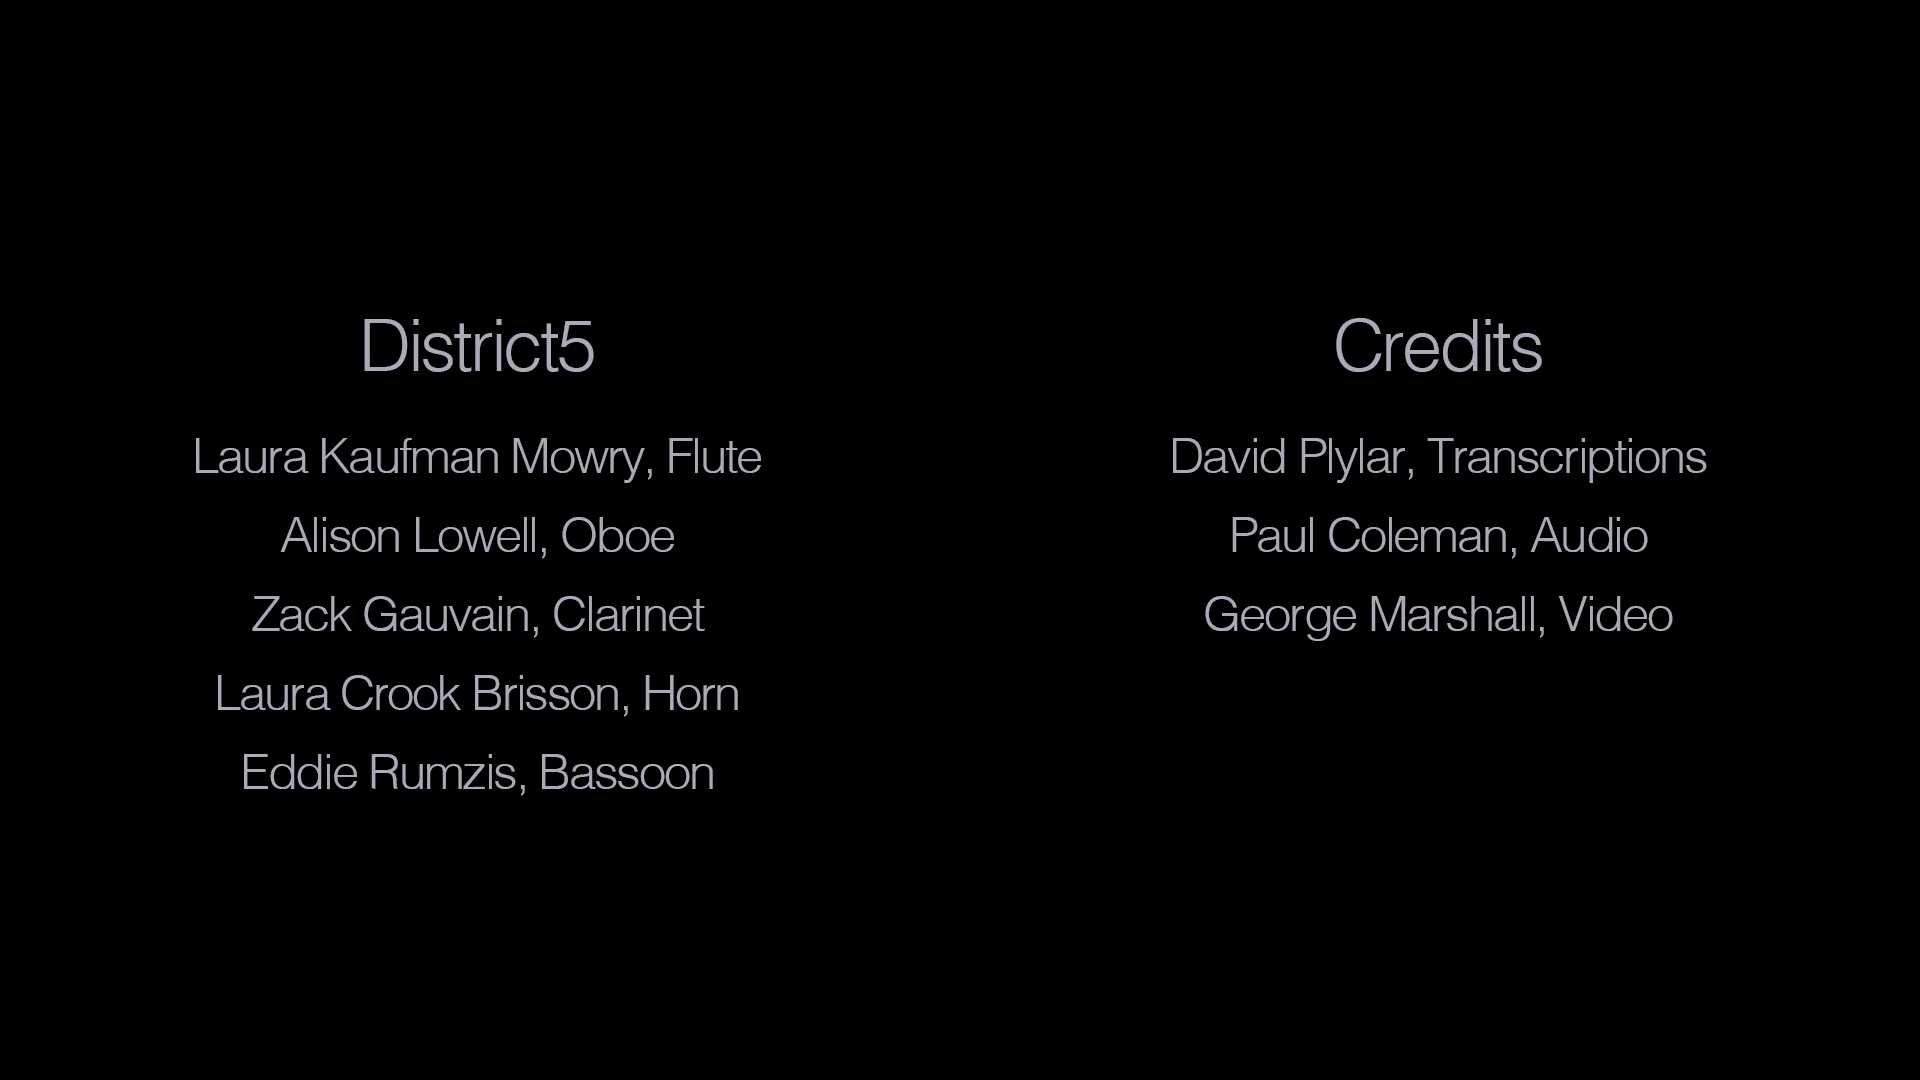 District5
Laura Kaufman Mowry, Flute
Alison Lowell, Oboe
Zack Gauvain, Clarinet
Laura Crook Brisson, Horn
Eddie Rumzis, Bassoon
Credits
David Plylar, Transcriptions
Paul Coleman, Audio
George Marshall, Video